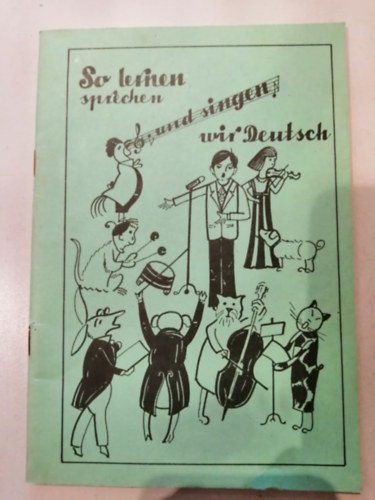 So lernen
sprechen
und singen
wir Deutsch